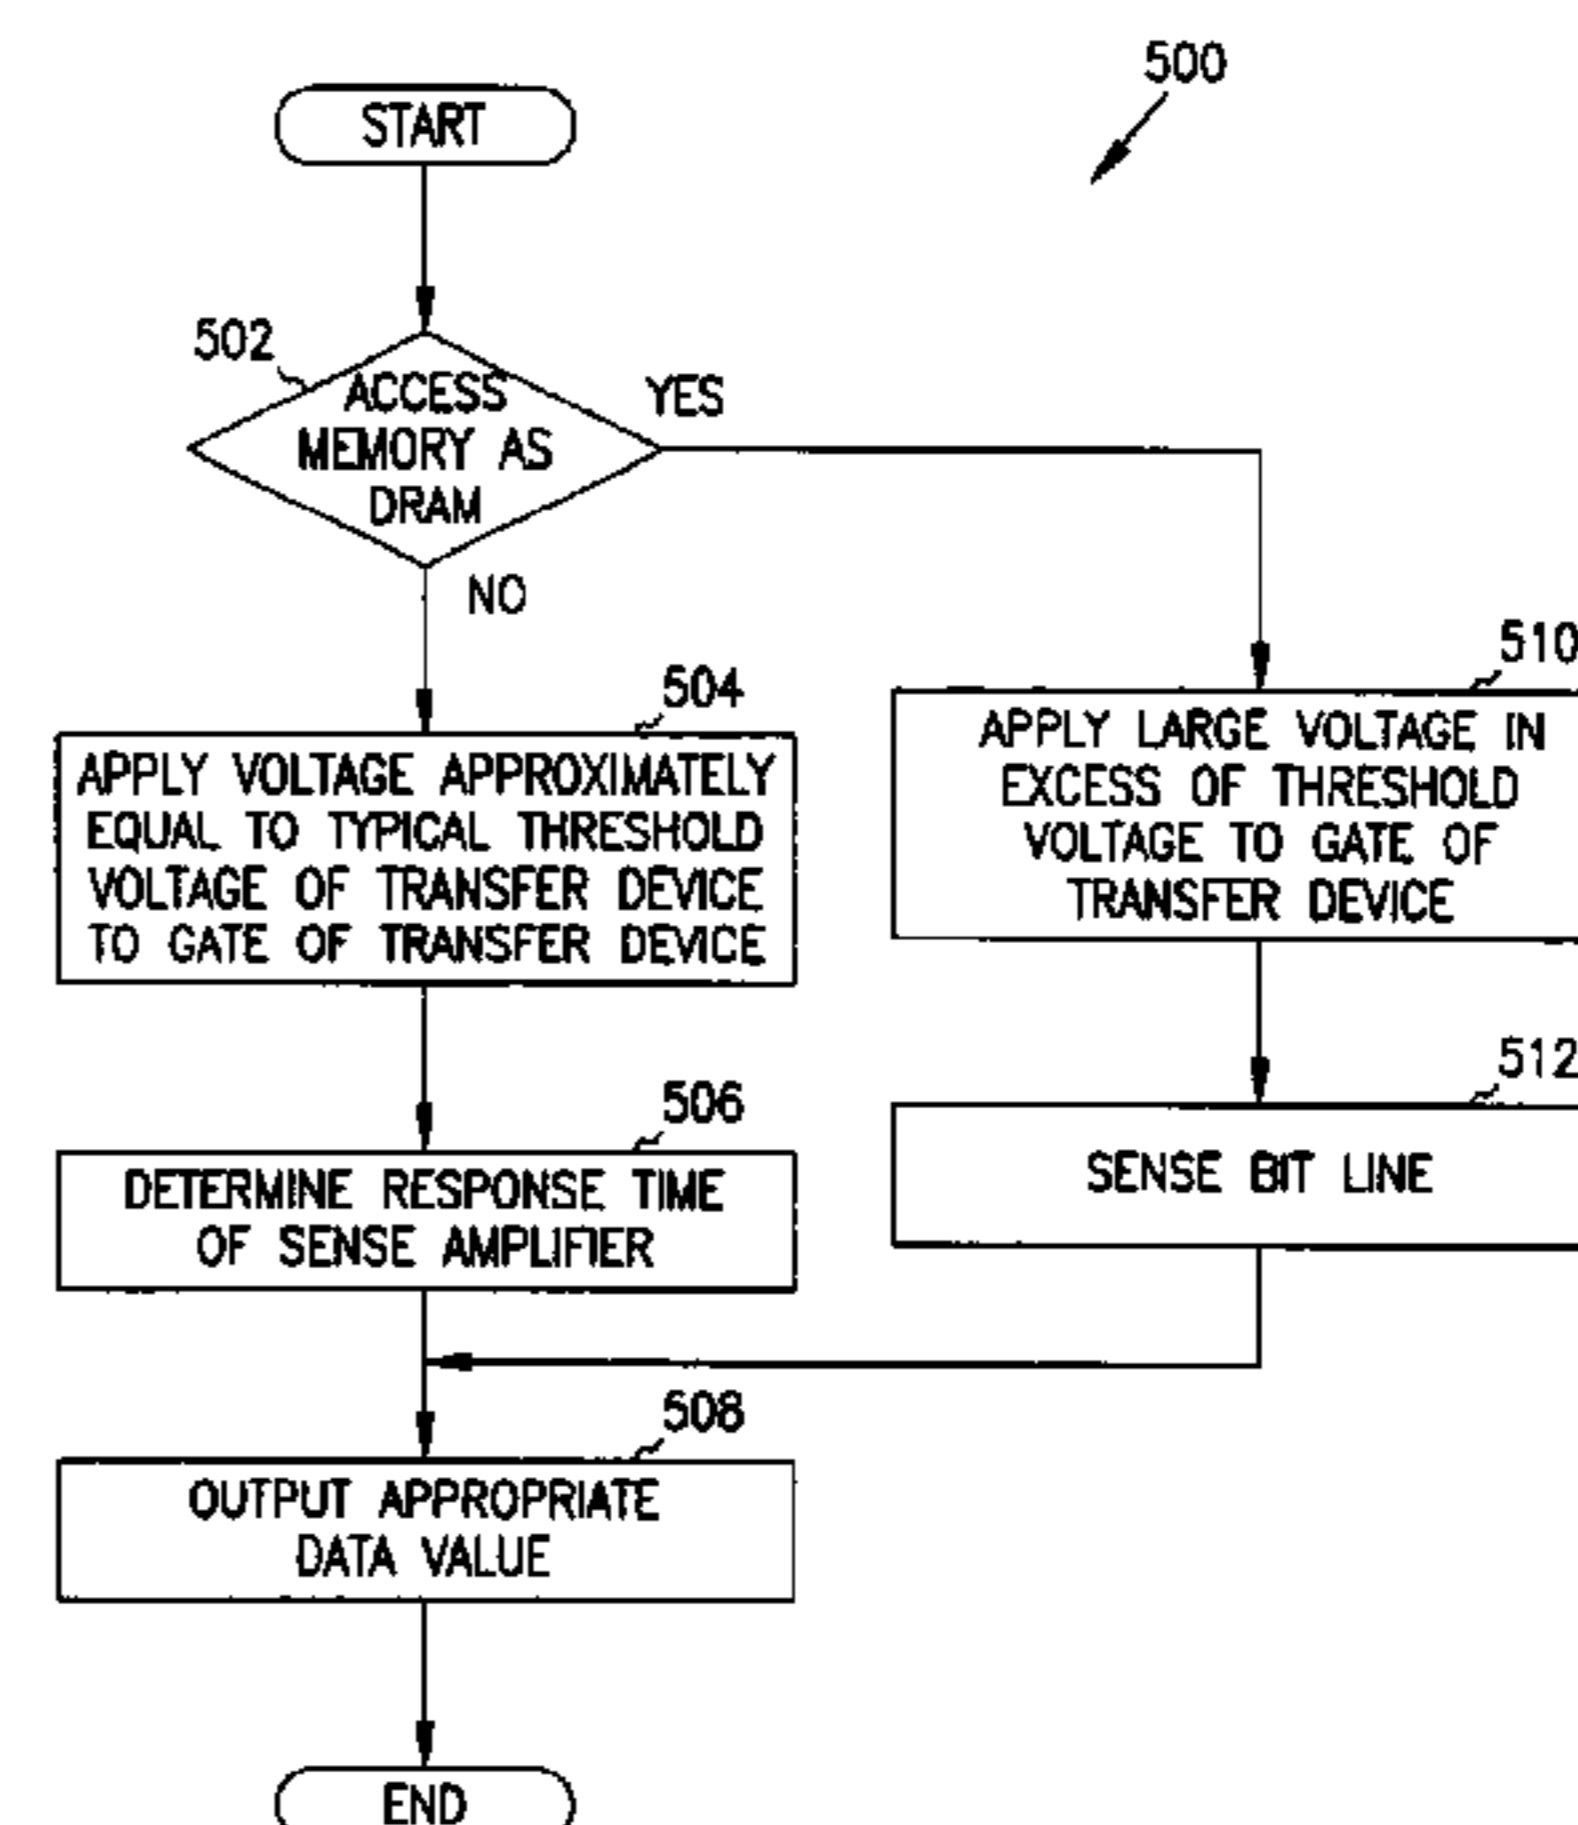 500
START
502
ACCESS
MEMORY AS
DRAM
YES
NO
504
APPLY VOLTAGE APPROXIMATELY
EQUAL TO TYPICAL THRESHOLD
VOLTAGE OF TRANSFER DEVICE
TO GATE OF TRANSFER DEVICE
510
APPLY LARGE VOLTAGE IN
EXCESS OF THRESHOLD
VOLTAGE TO GATE OF
TRANSFER DEVICE
506
DETERMINE RESPONSE TIME
OF SENSE AMPLIFIER
512
SENSE BIT LINE
508
OUTPUT APPROPRIATE
DATA VALUE
END